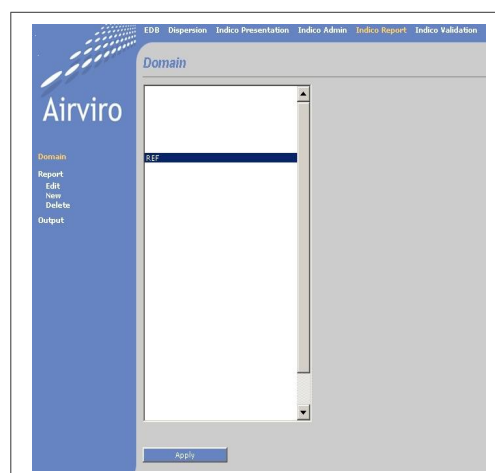 EDB Dispersion Indico Presentation Indico Admin Indico Report Indico Validation
Domain
Airviro
Domain
Report
Edit
New
Delete
Output
REF
Apply